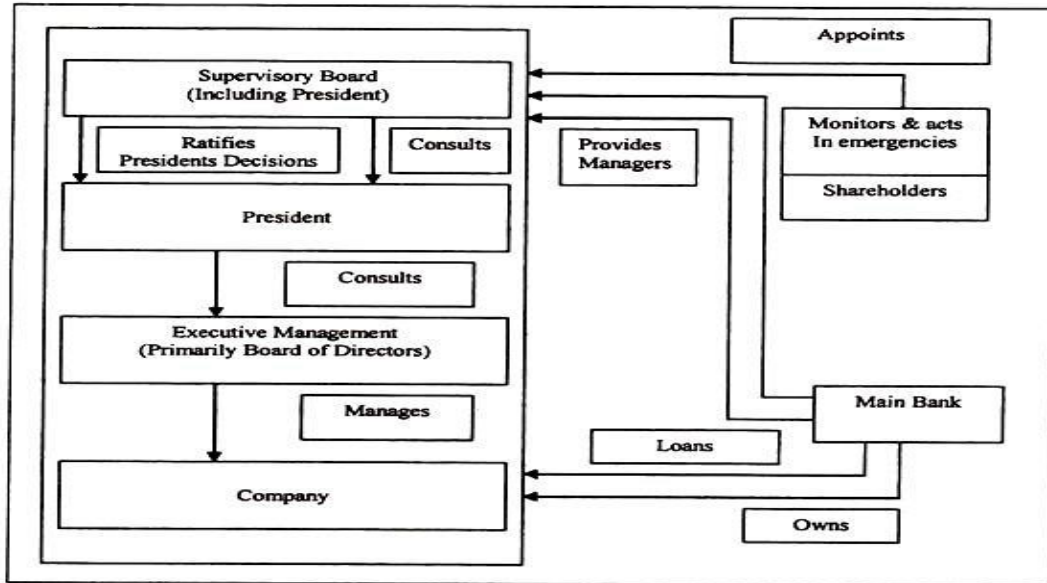 Appoints
Supervisory Board
(Including President)
Monitors & acts
In emergencies
Ratifies
Presidents Decisions
Consults
Provides
Managers
Shareholders
President
Consults
Executive Management
(Primarily Board of Directors)
Manages
Main Bank
Loans
Company
Owns